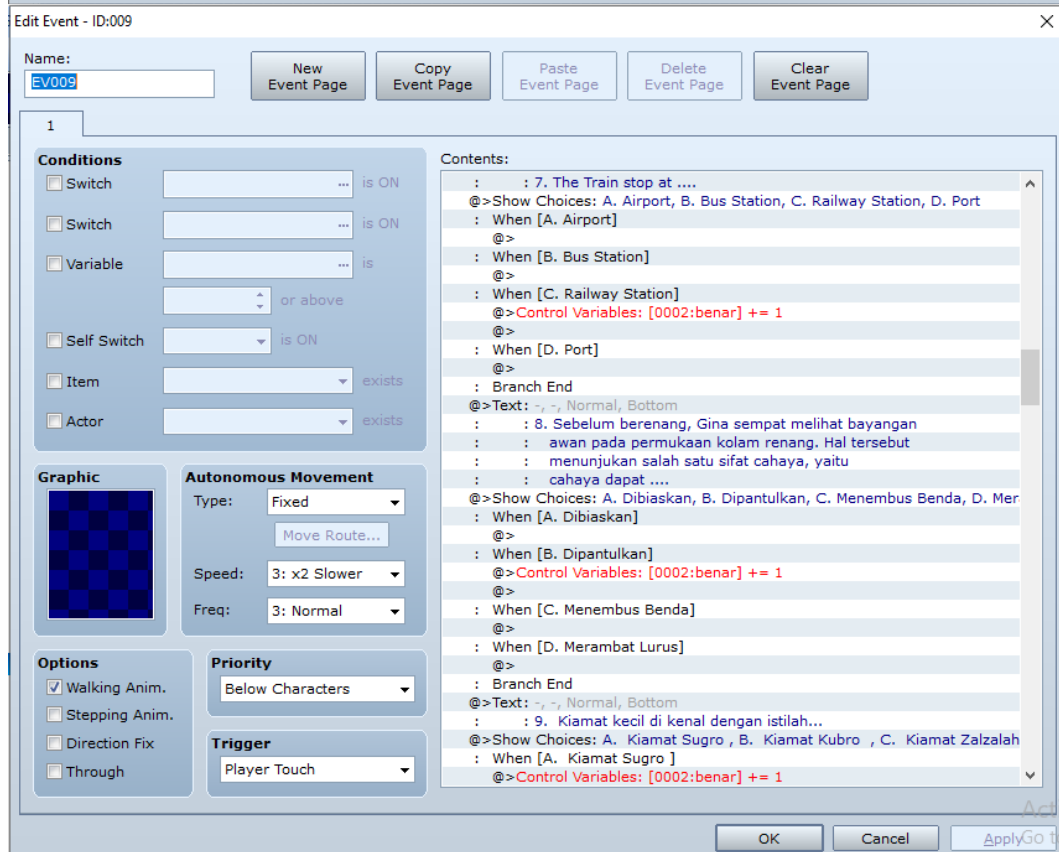 Edit Event - ID:009
Name:
EV009
New Event Page
Copy Event Page
Paste Event Page
Delete Event Page
Clear Event Page
1
Conditions
Switch ... is ON
Switch ... is ON
Variable ... is
or above
Self Switch is ON
Item exists
Actor exists
Graphic
Autonomous Movement
Type: Fixed
Move Route...
Speed: 3: x2 Slower
Freq: 3: Normal
Options
Walking Anim.
Stepping Anim.
Direction Fix
Through
Priority
Below Characters
Trigger
Player Touch
Contents:
: : 7. The Train stop at ....
@>Show Choices: A. Airport, B. Bus Station, C. Railway Station, D. Port
: When [A. Airport]
@>
: When [B. Bus Station]
@>
: When [C. Railway Station]
@>Control Variables: [0002:benar] += 1
@>
: When [D. Port]
@>
: Branch End
@>Text: -, -, Normal, Bottom
: : 8. Sebelum berenang, Gina sempat melihat bayangan
: : awan pada permukaan kolam renang. Hal tersebut
: : menunjukan salah satu sifat cahaya, yaitu
: : cahaya dapat ....
@>Show Choices: A. Dibiaskan, B. Dipantulkan, C. Menembus Benda, D. Mer
: When [A. Dibiaskan]
@>
: When [B. Dipantulkan]
@>Control Variables: [0002:benar] += 1
@>
: When [C. Menembus Benda]
@>
: When [D. Merambat Lurus]
@>
: Branch End
@>Text: -, -, Normal, Bottom
: : 9. Kiamat kecil di kenal dengan istilah...
@>Show Choices: A. Kiamat Sugro , B. Kiamat Kubro , C. Kiamat Zalzalah
: When [A. Kiamat Sugro ]
@>Control Variables: [0002:benar] += 1
Act
OK
Cancel
Apply
Go t